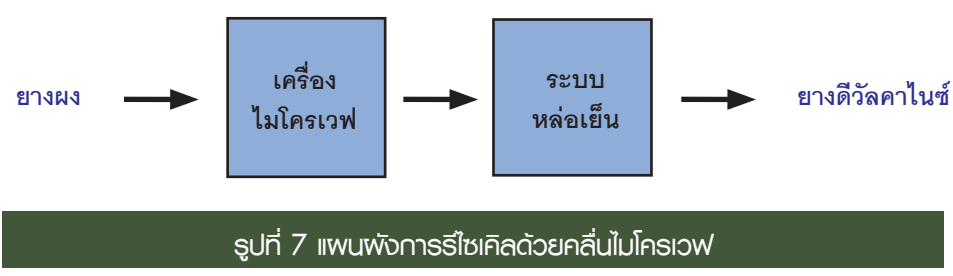 ยางผง
เครื่อง
ไมโครเวฟ
ระบบ
หล่อเย็น
ยางดีวัลคาไนซ์
รูปที่ 7 แผนผังการรีไซเคิลด้วยคลื่นไมโครเวฟ